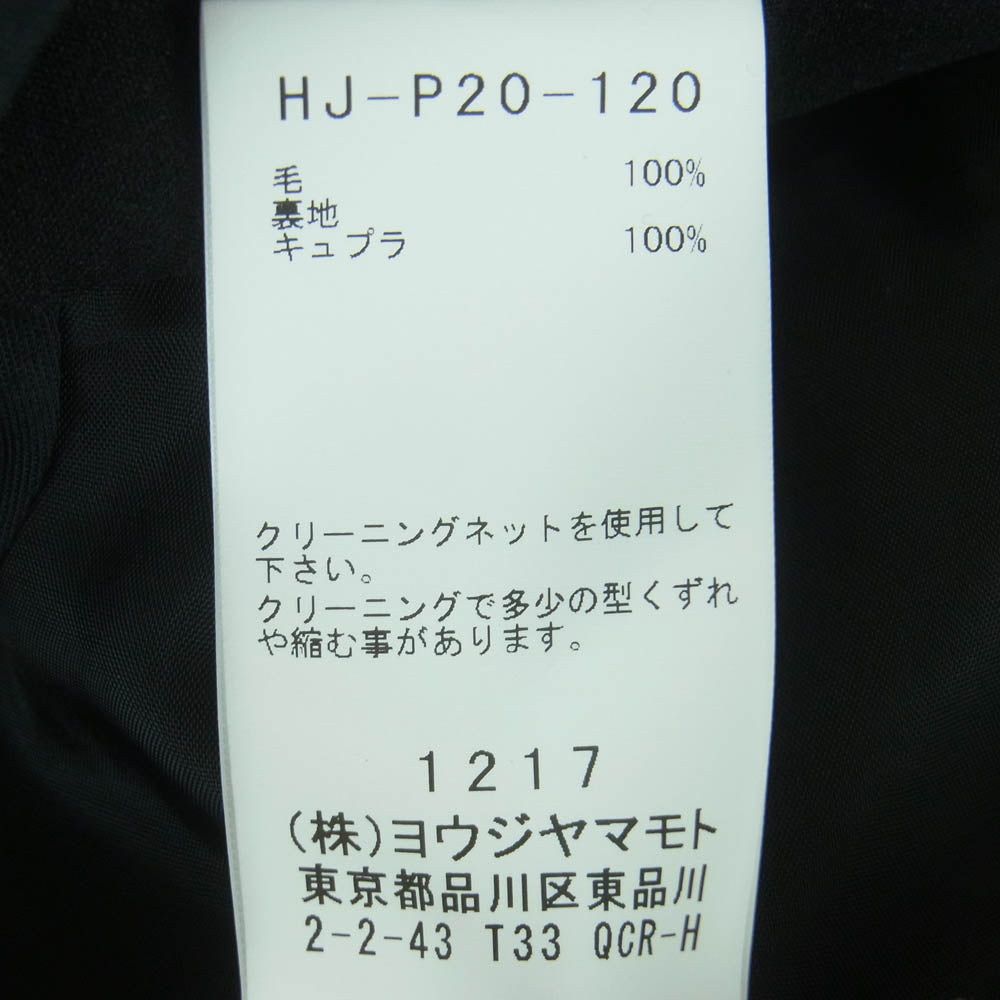 HJ-P20-120
毛 100%
裏地
キュプラ 100%
クリーニングネットを使用して
下さい。
クリーニングで多少の型くずれ
や縮む事があります。
1217
(株)ヨウジヤマモト
東京都品川区東品川
2-2-43 T33 QCR-H